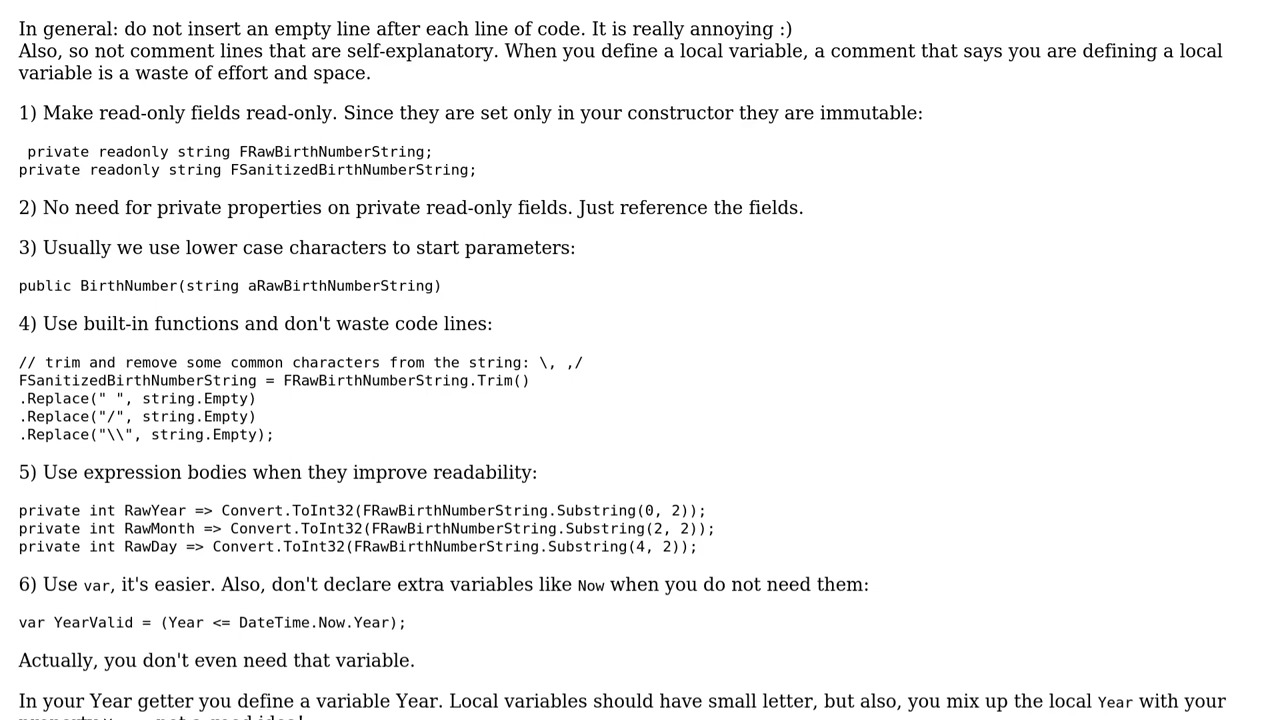 In general: do not insert an empty line after each line of code. It is really annoying :)
Also, so not comment lines that are self-explanatory. When you define a local variable, a comment that says you are defining a local
variable is a waste of effort and space.
1) Make read-only fields read-only. Since they are set only in your constructor they are immutable:
private readonly string FRawBirthNumberString;
private readonly string FSanitizedBirthNumberString;
2) No need for private properties on private read-only fields. Just reference the fields.
3) Usually we use lower case characters to start parameters:
public BirthNumber(string aRawBirthNumberString)
4) Use built-in functions and don't waste code lines:
// trim and remove some common characters from the string: \, ,/
FSanitizedBirthNumberString = FRawBirthNumberString.Trim()
.Replace(" ", string.Empty)
.Replace("/", string.Empty)
.Replace("\\", string.Empty);
5) Use expression bodies when they improve readability:
private int RawYear => Convert.ToInt32(FRawBirthNumberString.Substring(0, 2));
private int RawMonth => Convert.ToInt32(FRawBirthNumberString.Substring(2, 2));
private int RawDay => Convert.ToInt32(FRawBirthNumberString.Substring(4, 2));
6) Use var, it's easier. Also, don't declare extra variables like Now when you do not need them:
var YearValid = (Year <= DateTime.Now.Year);
Actually, you don't even need that variable.
In your Year getter you define a variable Year. Local variables should have small letter, but also, you mix up the local Year with your